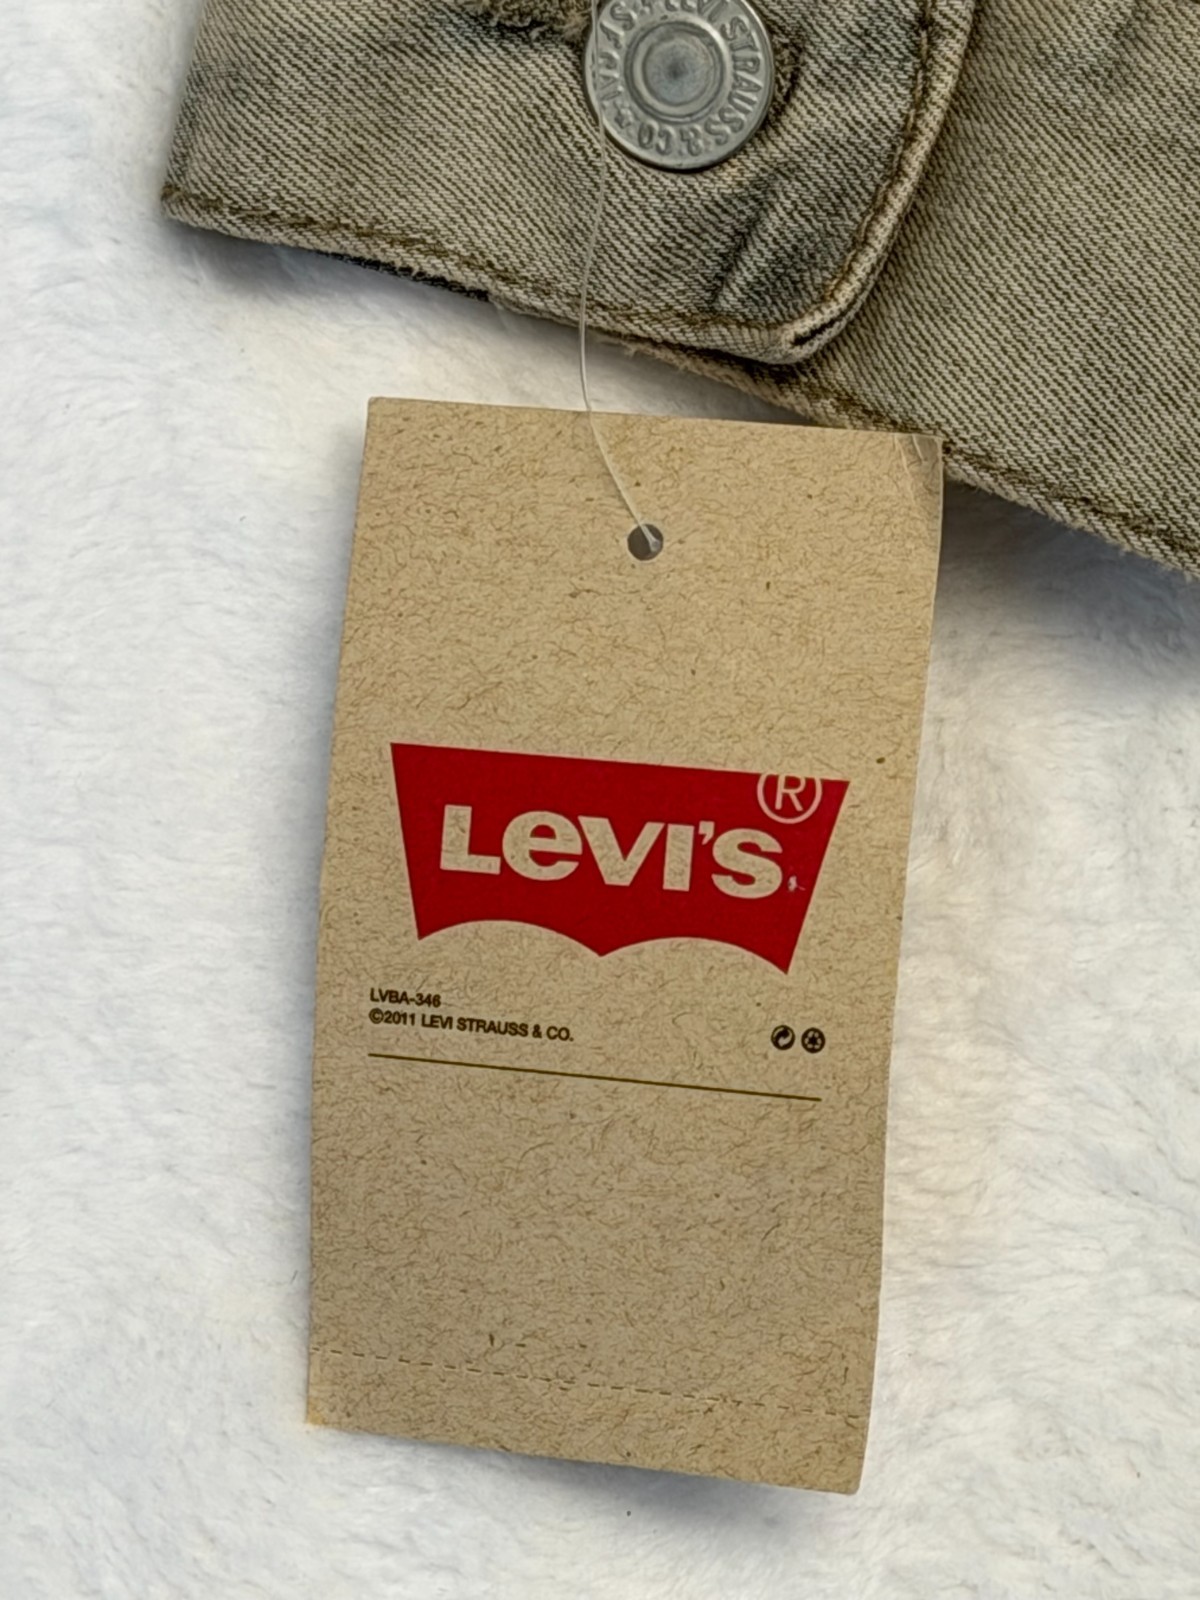 LEVI STRAUSS & CO
Levi's®
LVBA-346
©2011 LEVI STRAUSS & CO.